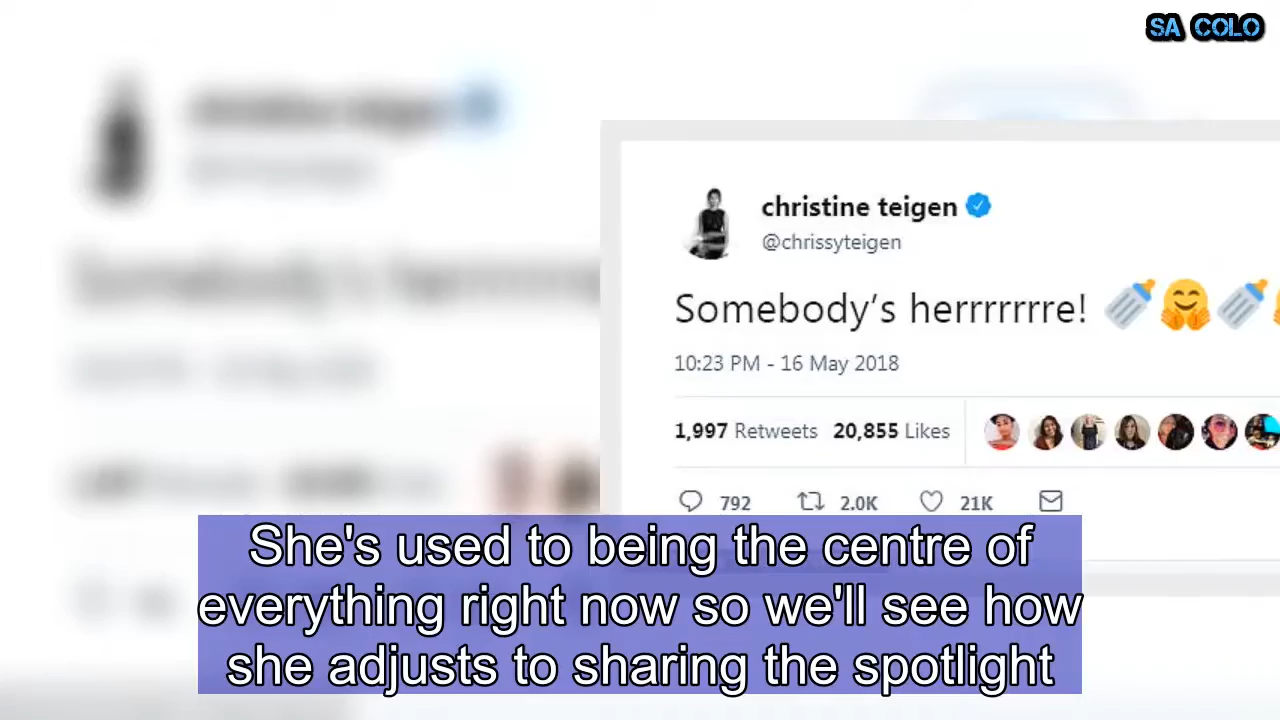 SA COLO
christine teigen
@chrissyteigen
Somebody’s herrrrrrre!
10:23 PM - 16 May 2018
1,997 Retweets 20,855 Likes
792 2.0K 21K
She's used to being the centre of
everything right now so we'll see how
she adjusts to sharing the spotlight